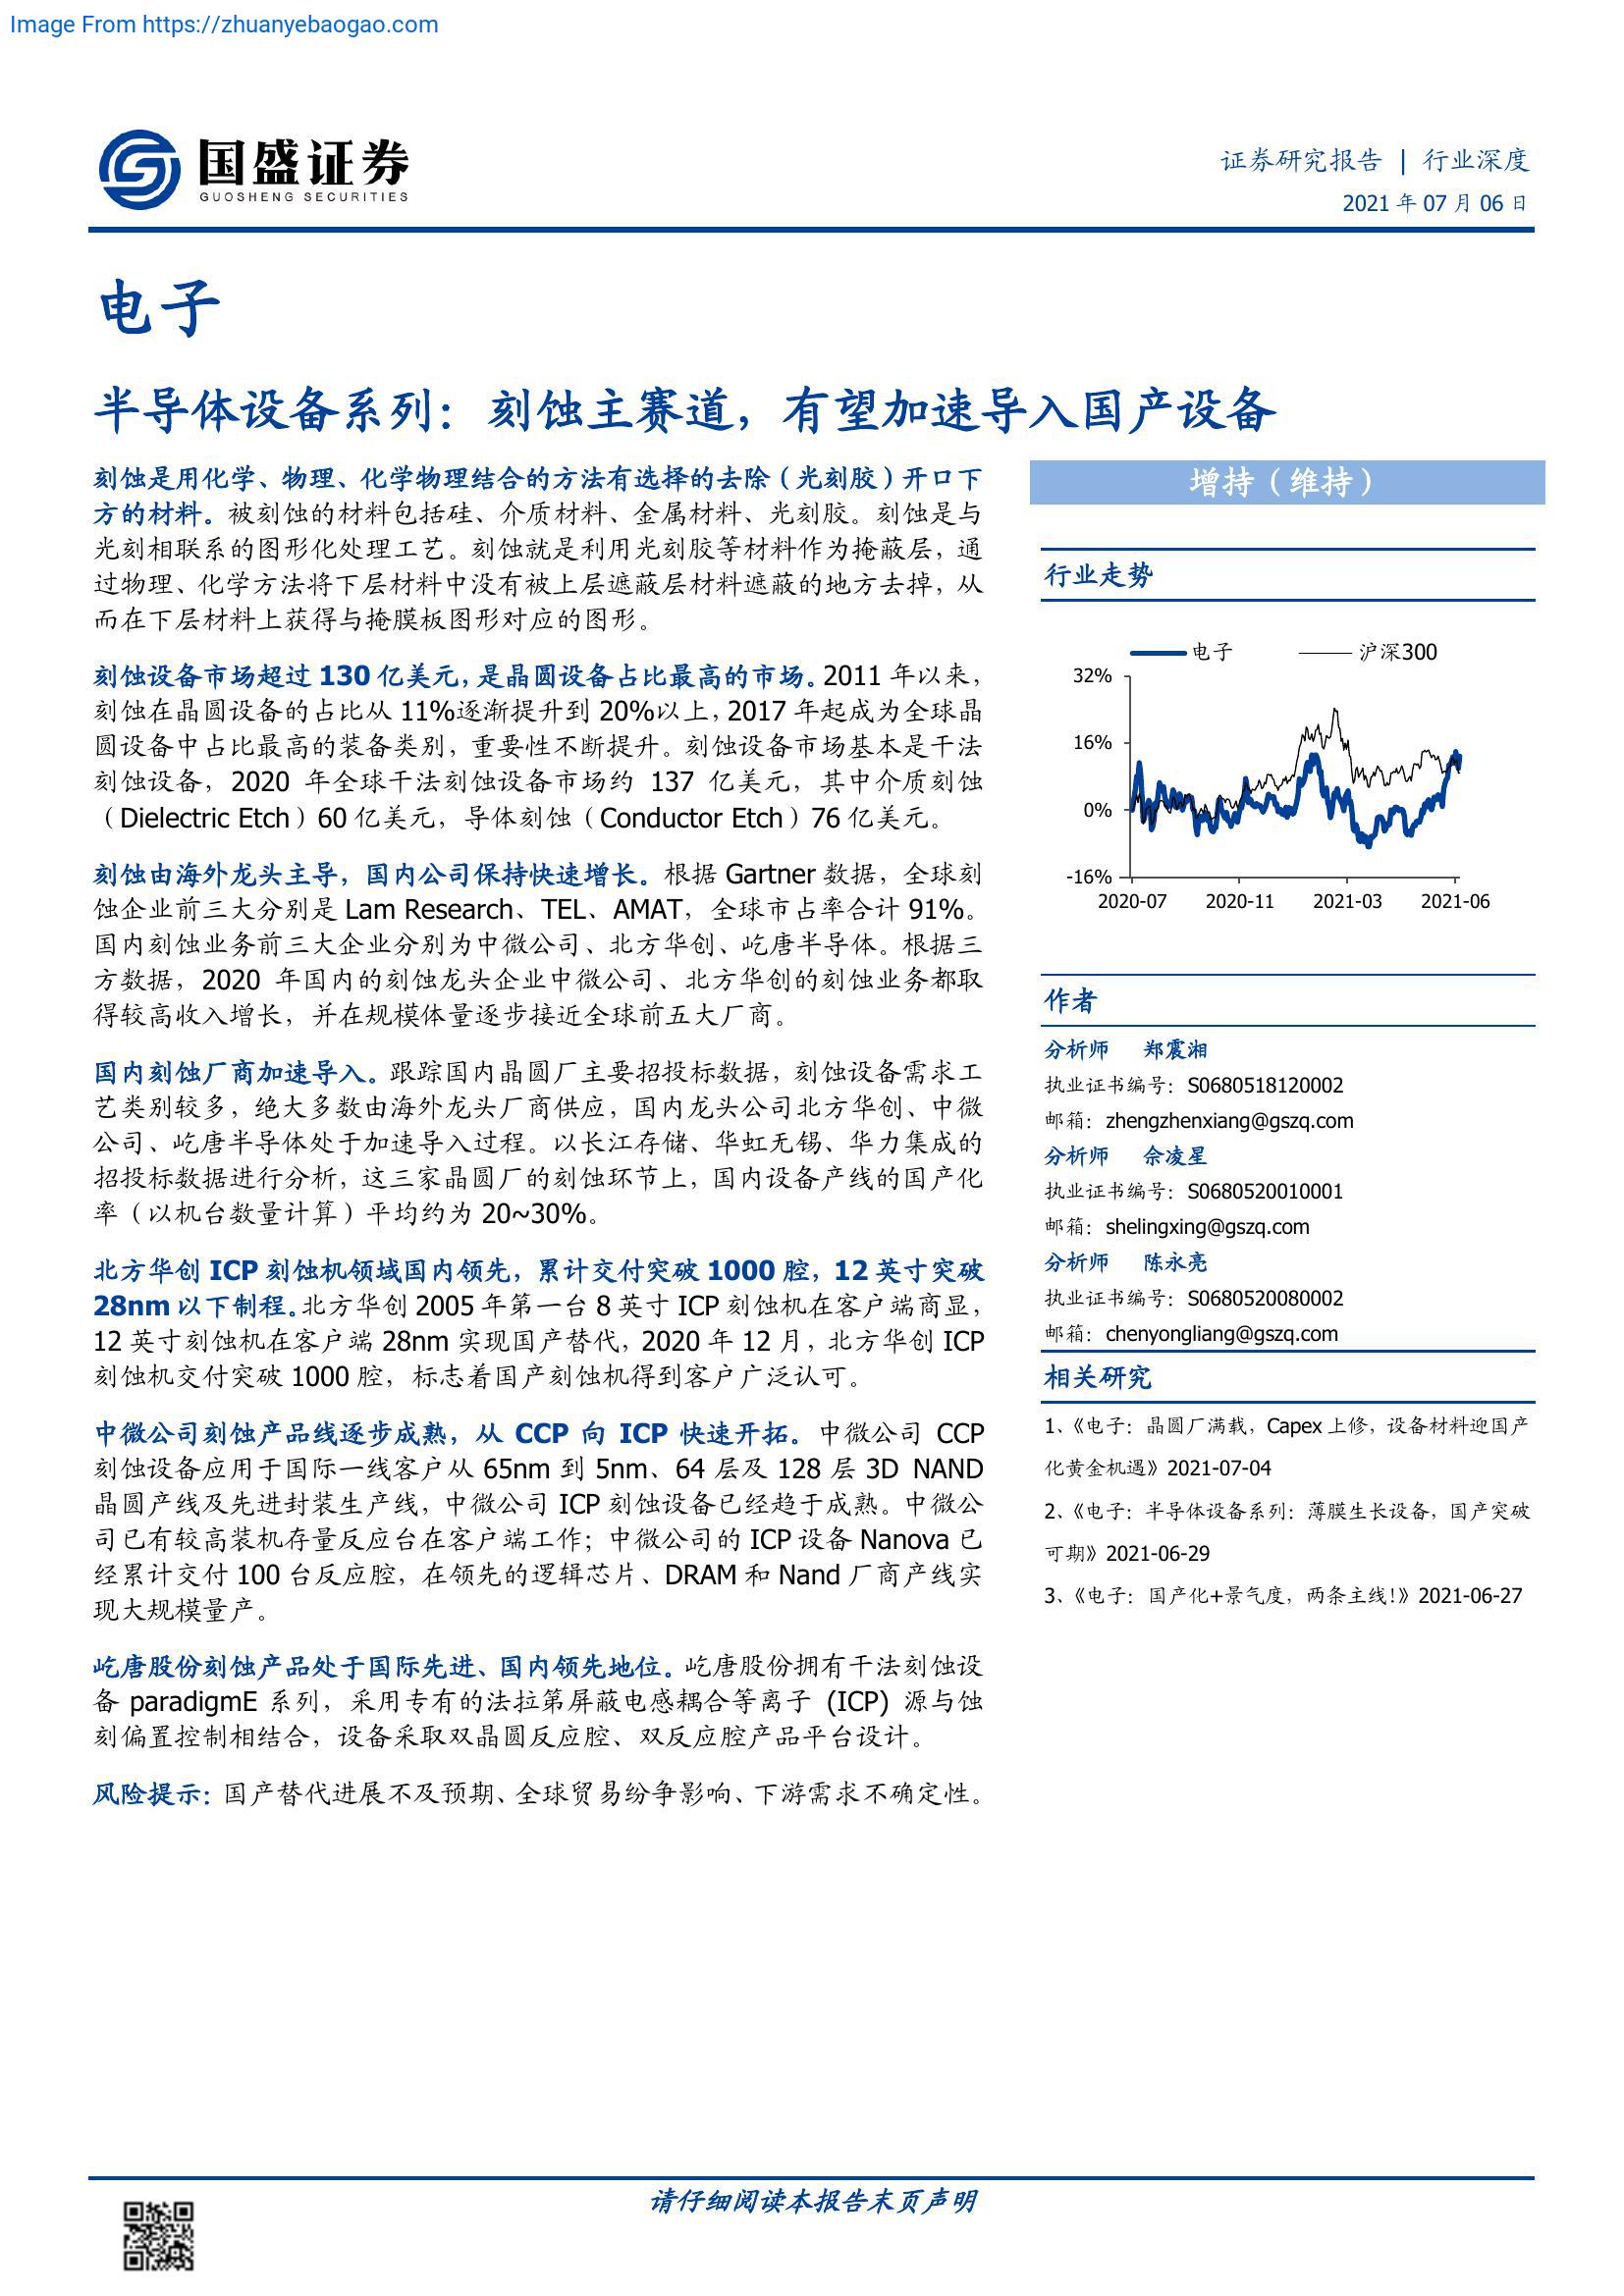 Image From https://zhuanyebaogao.com
国盛证券
GUOSHENG SECURITIES
证券研究报告 | 行业深度
2021 年 07 月 06 日
电子
半导体设备系列：刻蚀主赛道，有望加速导入国产设备
刻蚀是用化学、物理、化学物理结合的方法有选择的去除（光刻胶）开口下
方的材料。被刻蚀的材料包括硅、介质材料、金属材料、光刻胶。刻蚀是与
光刻相联系的图形化处理工艺。刻蚀就是利用光刻胶等材料作为掩蔽层，通
过物理、化学方法将下层材料中没有被上层遮蔽层材料遮蔽的地方去掉，从
而在下层材料上获得与掩膜板图形对应的图形。
刻蚀设备市场超过 130 亿美元，是晶圆设备占比最高的市场。2011 年以来，
刻蚀在晶圆设备的占比从 11%逐渐提升到 20%以上，2017 年起成为全球晶
圆设备中占比最高的装备类别，重要性不断提升。刻蚀设备市场基本是干法
刻蚀设备，2020 年全球干法刻蚀设备市场约 137 亿美元，其中介质刻蚀
（Dielectric Etch）60 亿美元，导体刻蚀（Conductor Etch）76 亿美元。
刻蚀由海外龙头主导，国内公司保持快速增长。根据 Gartner 数据，全球刻
蚀企业前三大分别是 Lam Research、TEL、AMAT，全球市占率合计 91%。
国内刻蚀业务前三大企业分别为中微公司、北方华创、屹唐半导体。根据三
方数据，2020 年国内的刻蚀龙头企业中微公司、北方华创的刻蚀业务都取
得较高收入增长，并在规模体量逐步接近全球前五大厂商。
国内刻蚀厂商加速导入。跟踪国内晶圆厂主要招投标数据，刻蚀设备需求工
艺类别较多，绝大多数由海外龙头厂商供应，国内龙头公司北方华创、中微
公司、屹唐半导体处于加速导入过程。以长江存储、华虹无锡、华力集成的
招投标数据进行分析，这三家晶圆厂的刻蚀环节上，国内设备产线的国产化
率（以机台数量计算）平均约为 20~30%。
北方华创 ICP 刻蚀机领域国内领先，累计交付突破 1000 腔，12 英寸突破
28nm 以下制程。北方华创 2005 年第一台 8 英寸 ICP 刻蚀机在客户端商显，
12 英寸刻蚀机在客户端 28nm 实现国产替代，2020 年 12 月，北方华创 ICP
刻蚀机交付突破 1000 腔，标志着国产刻蚀机得到客户广泛认可。
中微公司刻蚀产品线逐步成熟，从 CCP 向 ICP 快速开拓。中微公司 CCP
刻蚀设备应用于国际一线客户从 65nm 到 5nm、64 层及 128 层 3D NAND
晶圆产线及先进封装生产线，中微公司 ICP 刻蚀设备已经趋于成熟。中微公
司已有较高装机存量反应台在客户端工作；中微公司的 ICP 设备 Nanova 已
经累计交付 100 台反应腔，在领先的逻辑芯片、DRAM 和 Nand 厂商产线实
现大规模量产。
屹唐股份刻蚀产品处于国际先进、国内领先地位。屹唐股份拥有干法刻蚀设
备 paradigmE 系列，采用专有的法拉第屏蔽电感耦合等离子 (ICP) 源与蚀
刻偏置控制相结合，设备采取双晶圆反应腔、双反应腔产品平台设计。
风险提示：国产替代进展不及预期、全球贸易纷争影响、下游需求不确定性。
增持（维持）
行业走势
电子 沪深300
32%
16%
0%
-16%
2020-07 2020-11 2021-03 2021-06
作者
分析师 郑震湘
执业证书编号：S0680518120002
邮箱：zhengzhenxiang@gszq.com
分析师 佘凌星
执业证书编号：S0680520010001
邮箱：shelingxing@gszq.com
分析师 陈永亮
执业证书编号：S0680520080002
邮箱：chenyongliang@gszq.com
相关研究
1、《电子：晶圆厂满载，Capex 上修，设备材料迎国产
化黄金机遇》2021-07-04
2、《电子：半导体设备系列：薄膜生长设备，国产突破
可期》2021-06-29
3、《电子：国产化+景气度，两条主线！》2021-06-27
请仔细阅读本报告末页声明